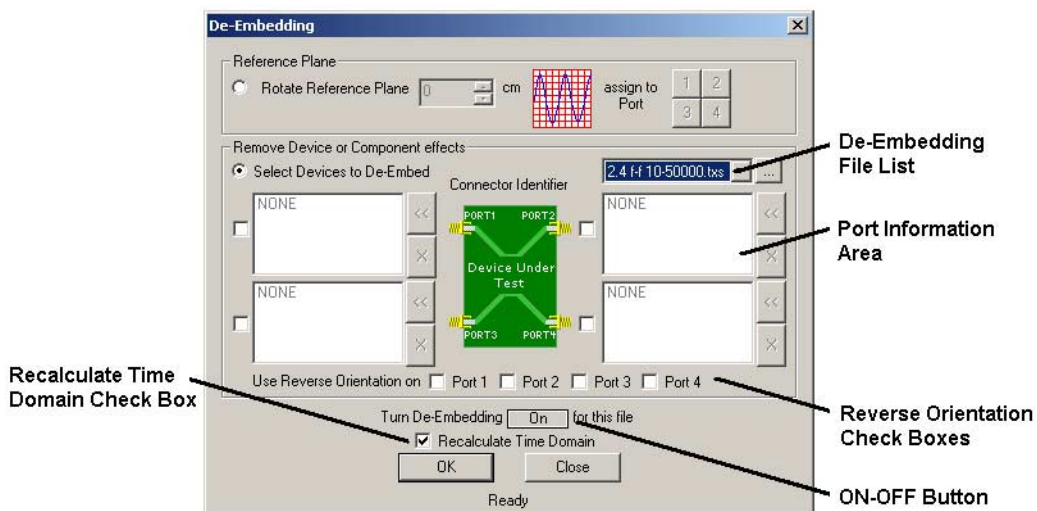 De-Embedding
Reference Plane
Rotate Reference Plane 0 cm assign to Port 1 2 3 4
Remove Device or Component effects
Select Devices to De-Embed
2.4 f-f 10-50000.txs ...
Connector Identifier
NONE <<
PORT1 PORT2
NONE <<
X
Device Under
Test
X
NONE <<
PORT3 PORT4
NONE <<
X
X
Use Reverse Orientation on Port 1 Port 2 Port 3 Port 4
Turn De-Embedding On for this file
Recalculate Time Domain
OK Close
Ready
De-Embedding
File List
Port Information
Area
Recalculate Time
Domain Check Box
Reverse Orientation
Check Boxes
ON-OFF Button